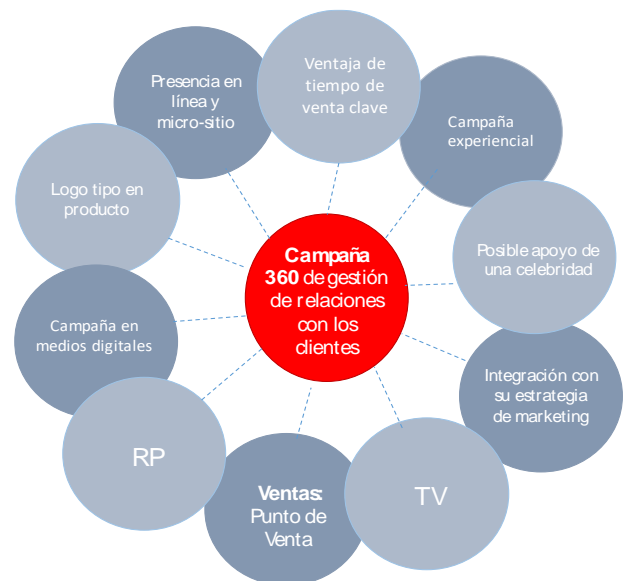 Presencia en
línea y
micro-sitio
Ventaja de
tiempo de
venta clave
Campaña
experiencial
Logo tipo en
producto
Campaña
360 de gestión
de relaciones
con los
clientes
Posible apoyo de
una celebridad
Campaña en
medios digitales
Integración con
su estrategia
de marketing
RP
Ventas:
Punto de
Venta
TV